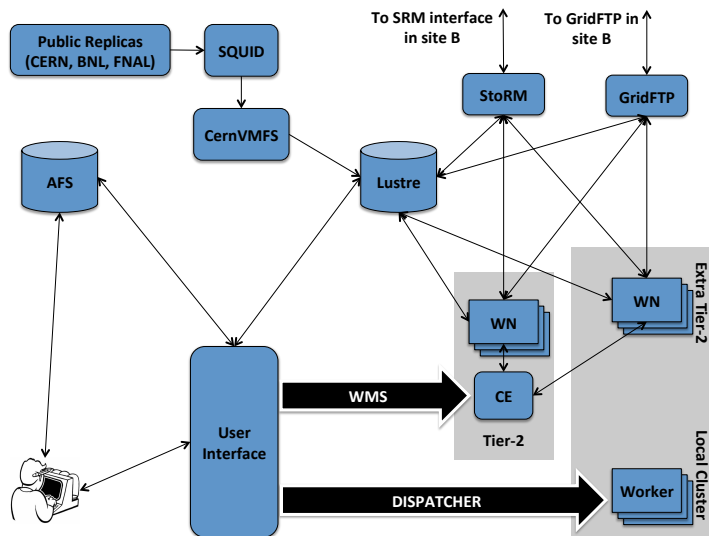 To SRM interface
in site B
To GridFTP in
site B
Public Replicas
(CERN, BNL, FNAL)
SQUID
StoRM
GridFTP
CernVMFS
AFS
Lustre
Extra Tier-2
WN
WN
WMS
CE
User
Interface
Tier-2
Local Cluster
DISPATCHER
Worker